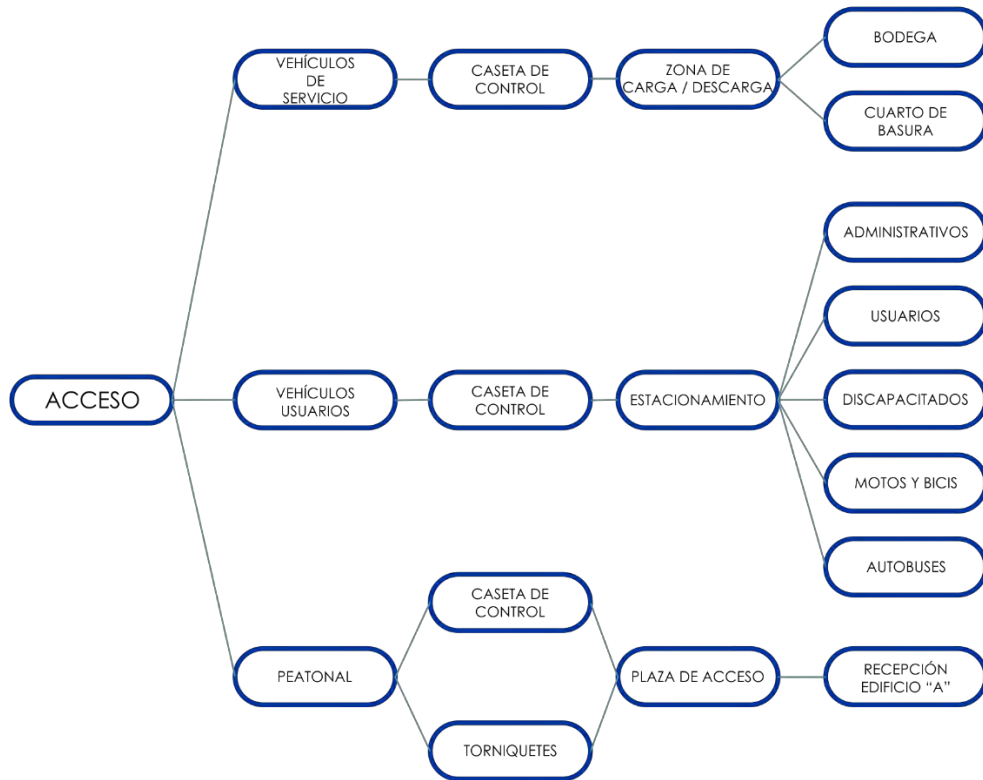 ACCESO
VEHÍCULOS
DE
SERVICIO
CASETA DE
CONTROL
ZONA DE
CARGA / DESCARGA
BODEGA
CUARTO DE
BASURA
VEHÍCULOS
USUARIOS
CASETA DE
CONTROL
ESTACIONAMIENTO
ADMINISTRATIVOS
USUARIOS
DISCAPACITADOS
MOTOS Y BICIS
AUTOBUSES
PEATONAL
CASETA DE
CONTROL
TORNIQUETES
PLAZA DE ACCESO
RECEPCIÓN
EDIFICIO “A”